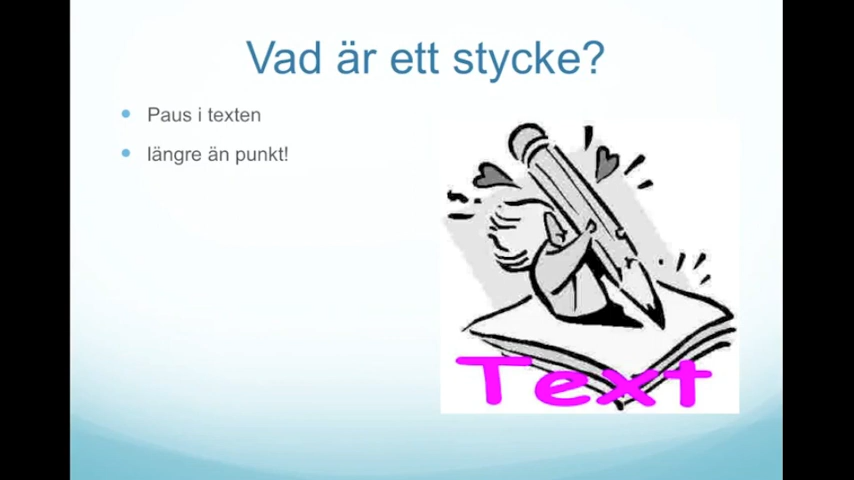 Vad är ett stycke?
Paus i texten
längre än punkt!
Text